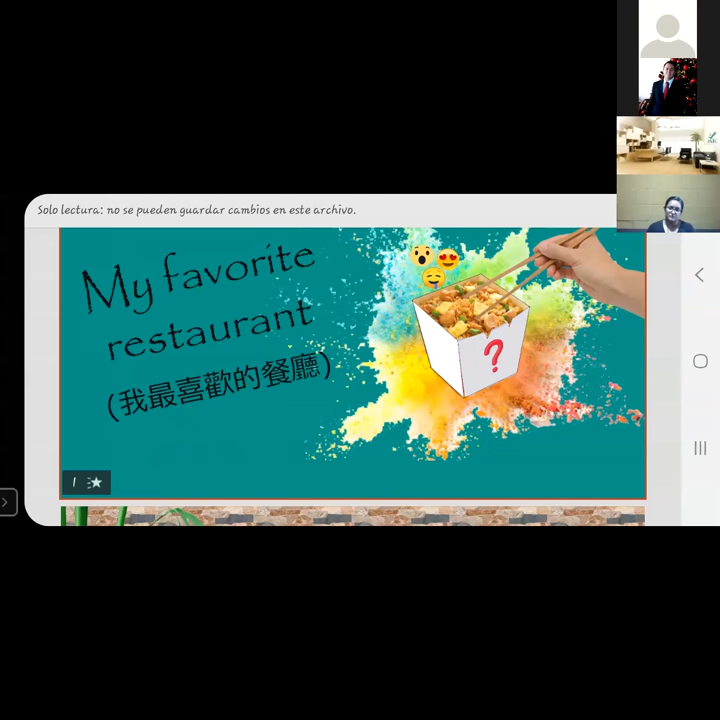 Solo lectura: no se pueden guardar cambios en este archivo.
My favorite
restaurant
(我最喜歡的餐廳)
?
1